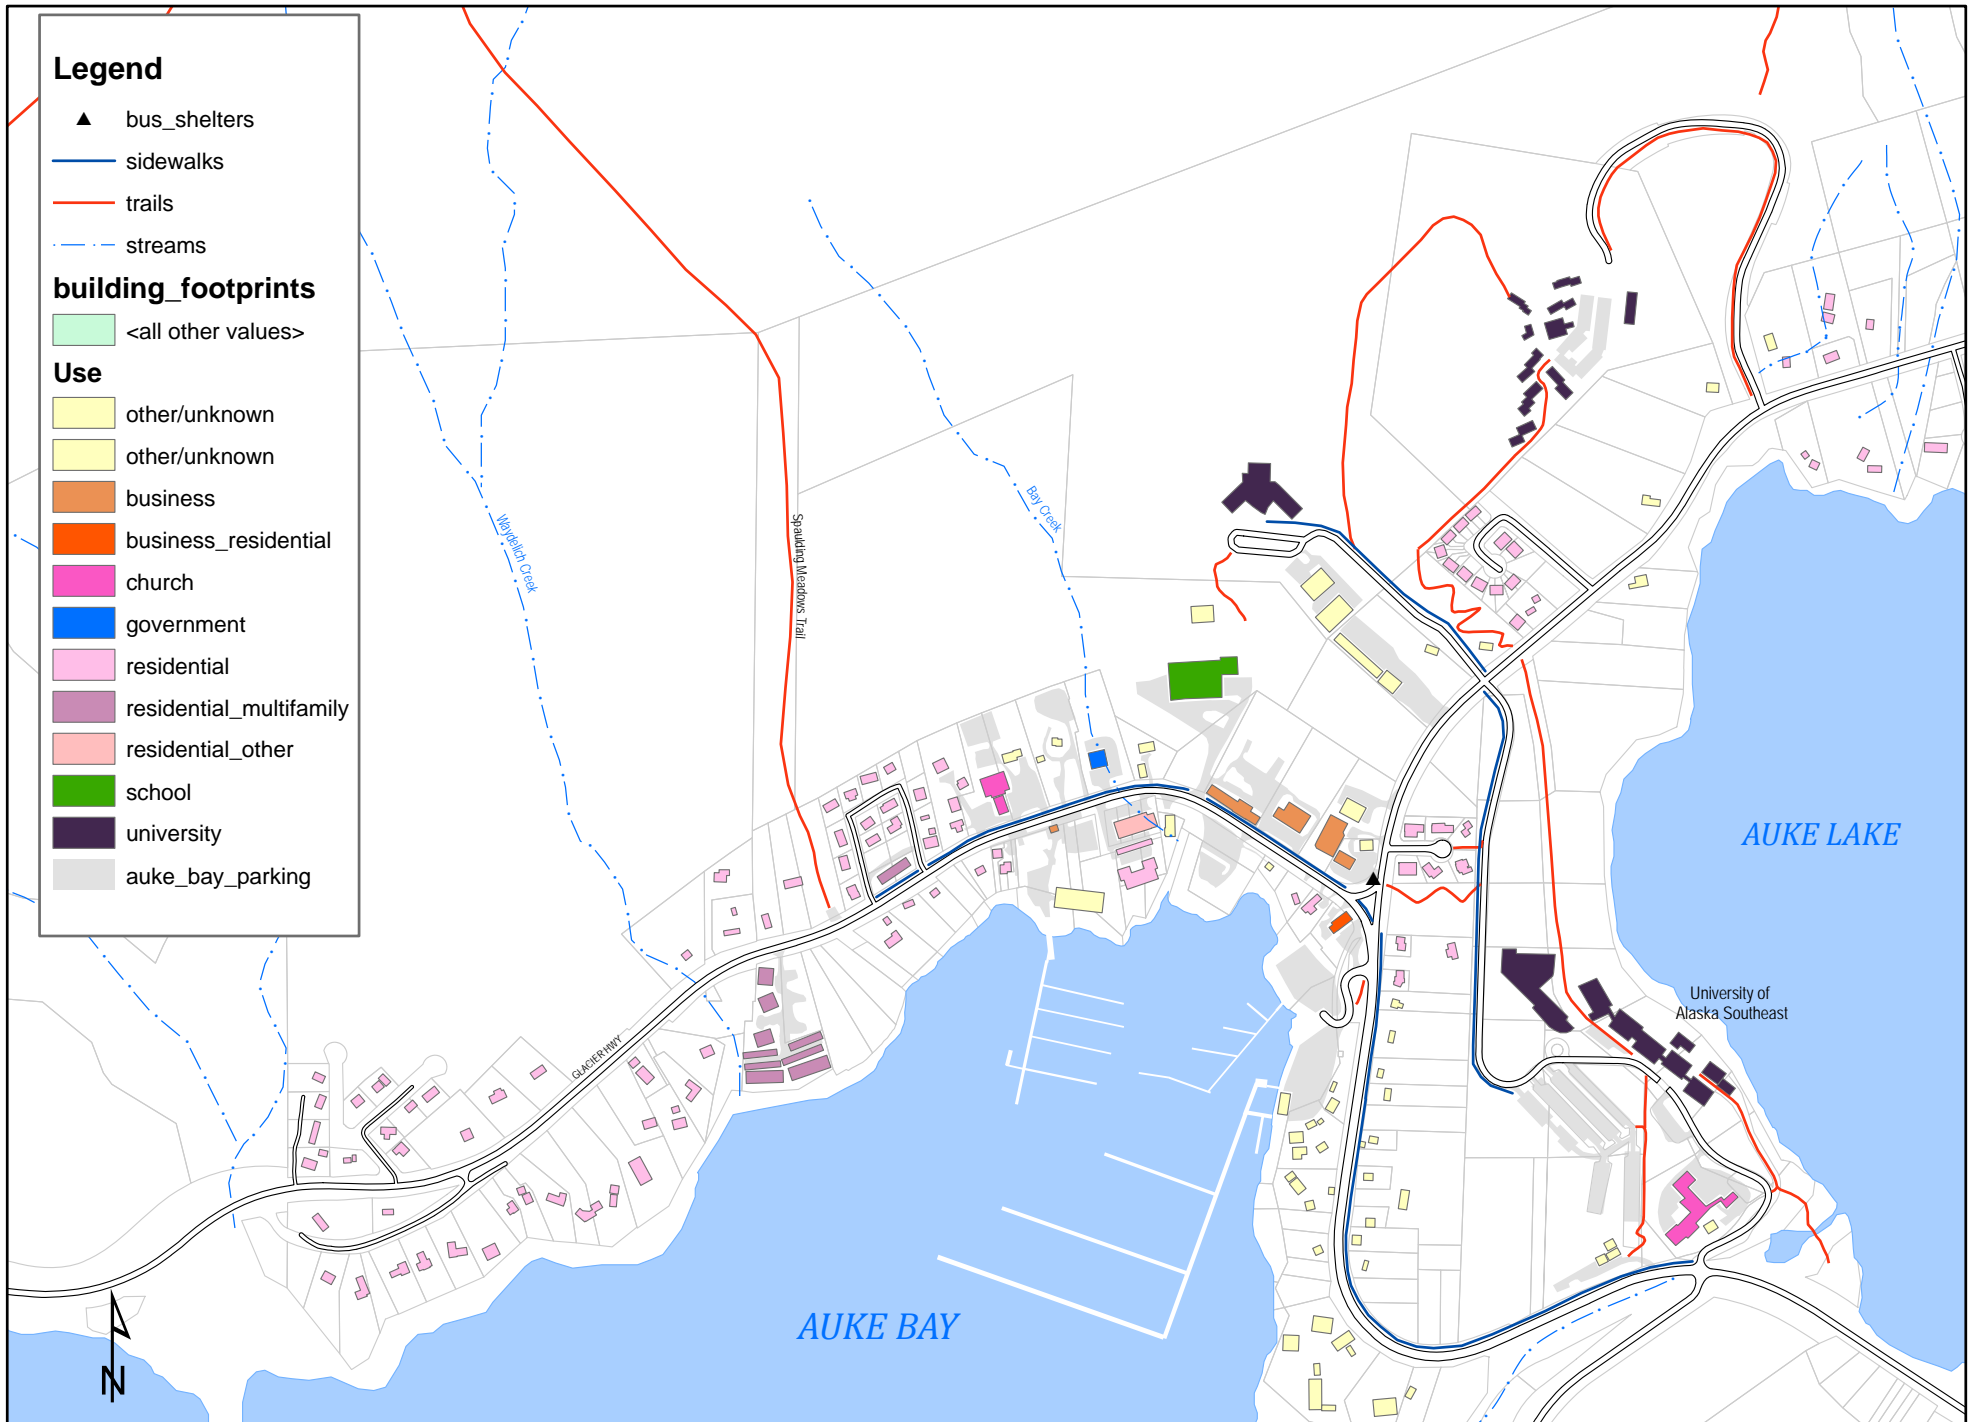 Legend
bus_shelters
sidewalks
trails
streams
building_footprints
<all other values>
Use
other/unknown
other/unknown
business
business_residential
church
government
residential
residential_multifamily
residential_other
school
university
auke_bay_parking
Waydelich Creek
Spaulding Meadows Trail
Bay Creek
GLACIER HWY
AUKE LAKE
University of
Alaska Southeast
AUKE BAY
N